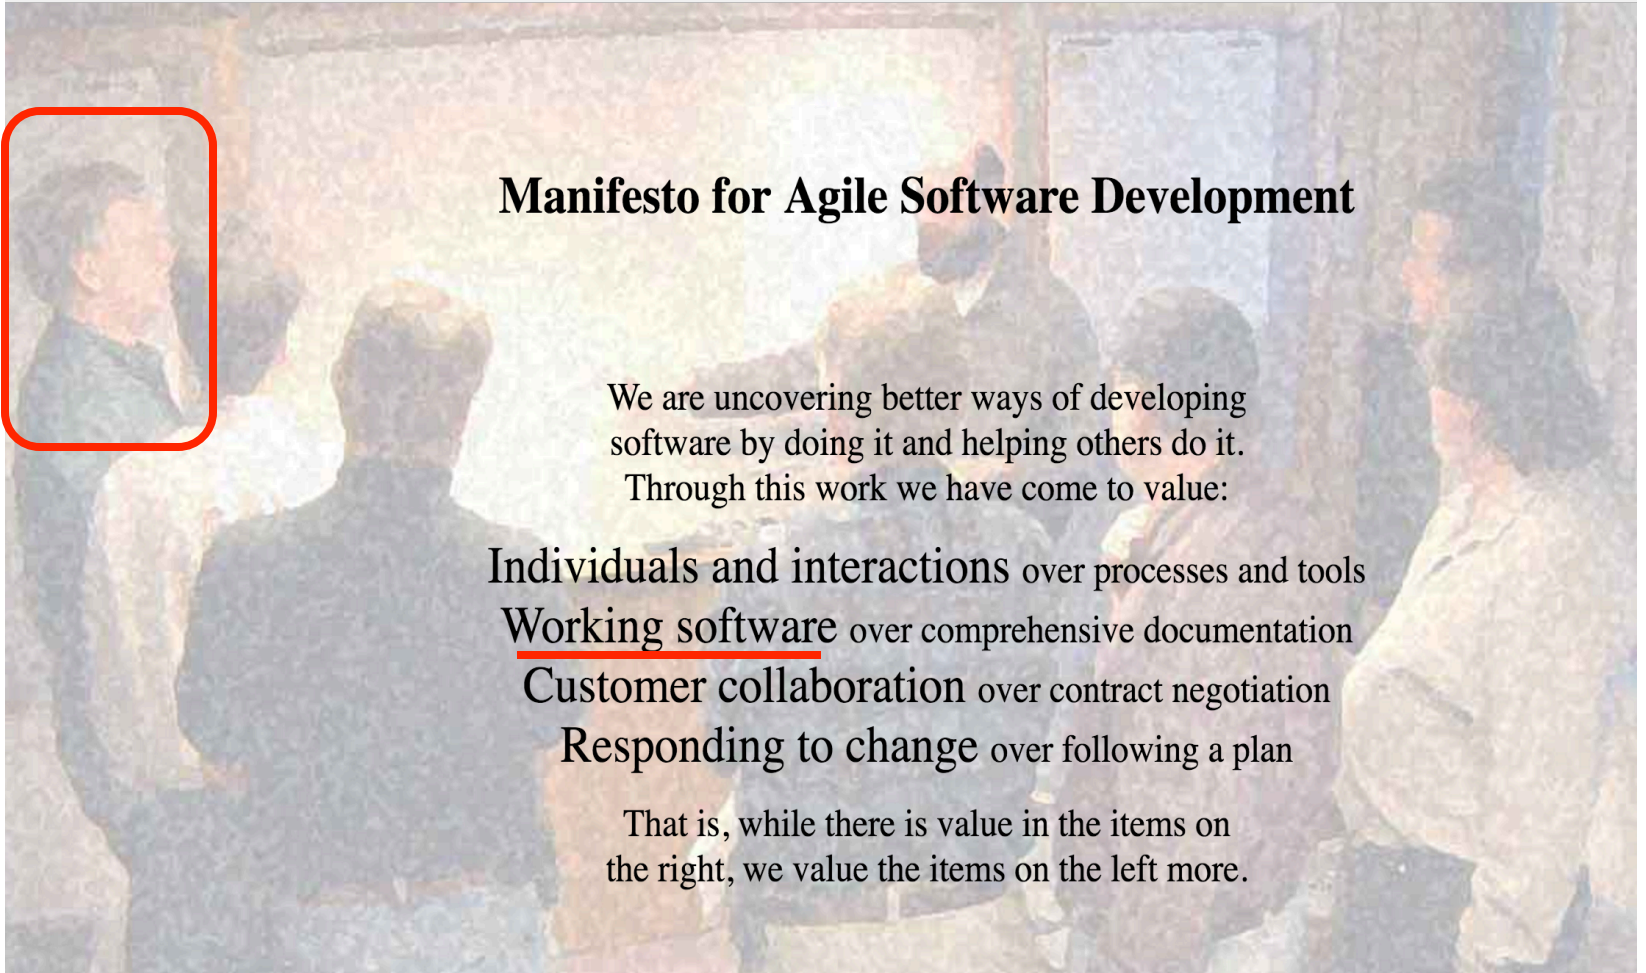 Manifesto for Agile Software Development
We are uncovering better ways of developing
software by doing it and helping others do it.
Through this work we have come to value:
Individuals and interactions over processes and tools
Working software over comprehensive documentation
Customer collaboration over contract negotiation
Responding to change over following a plan
That is, while there is value in the items on
the right, we value the items on the left more.